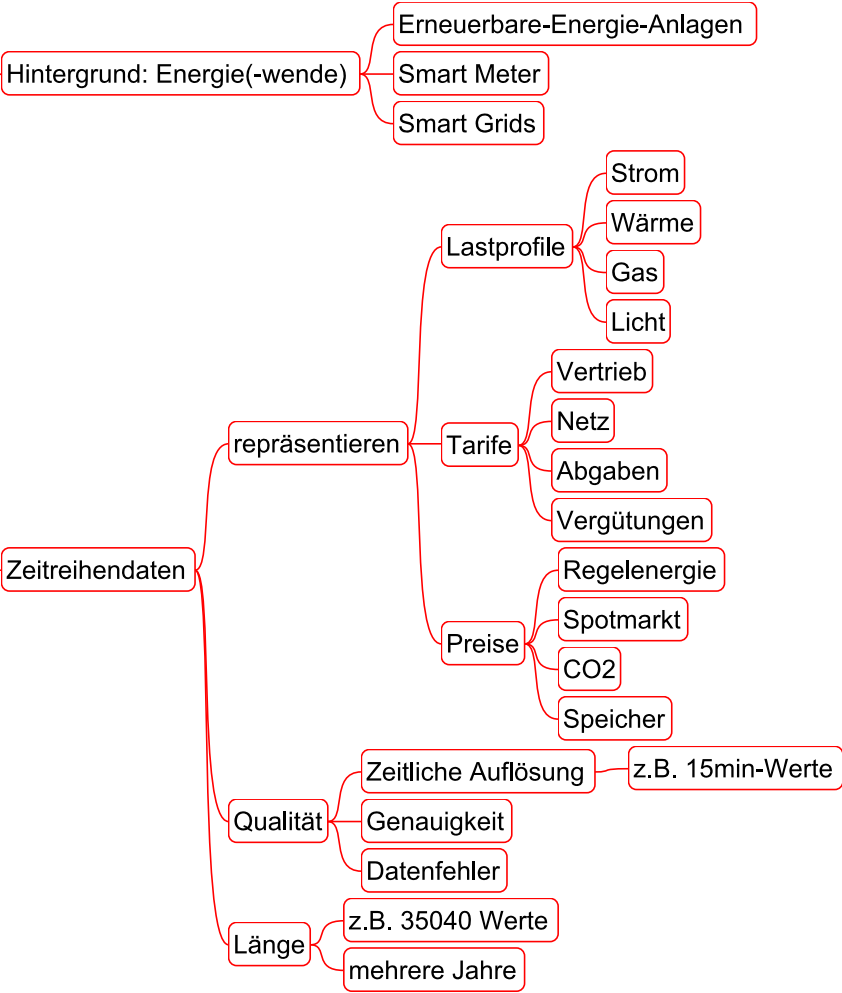 Hintergrund: Energie(-wende)
Erneuerbare-Energie-Anlagen
Smart Meter
Smart Grids
Zeitreihendaten
repräsentieren
Lastprofile
Strom
Wärme
Gas
Licht
Tarife
Vertrieb
Netz
Abgaben
Vergütungen
Preise
Regelenergie
Spotmarkt
CO2
Speicher
Qualität
Zeitliche Auflösung
z.B. 15min-Werte
Genauigkeit
Datenfehler
Länge
z.B. 35040 Werte
mehrere Jahre